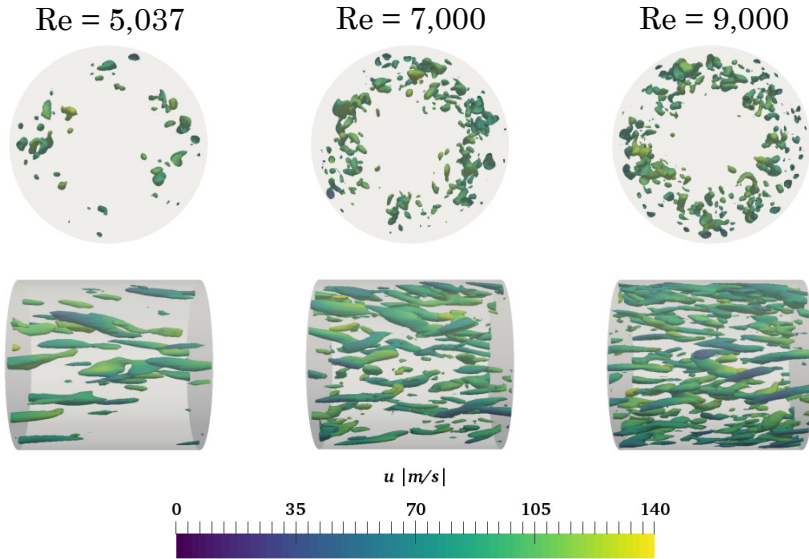 Re = 5,037 Re = 7,000 Re = 9,000
u |m/s|
0 35 70 105 140